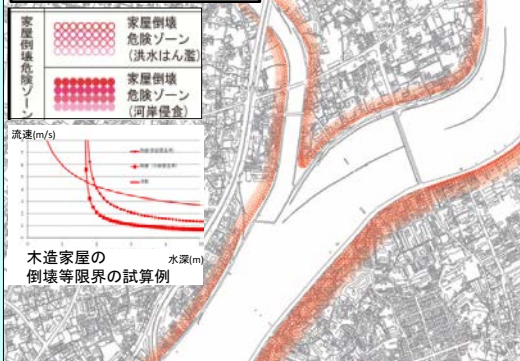 家屋倒壊危険ゾーン
家屋倒壊
危険ゾーン
(洪水はん濫)
家屋倒壊
危険ゾーン
(河岸侵食)
流速(m/s)
木造家屋の
倒壊等限界の試算例
水深(m)